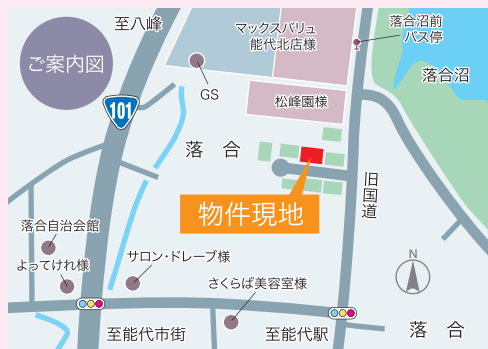 至八峰
マックスバリュ
能代北店様
落合沼前
バス停
ご案内図
GS
落合沼
101
松峰園様
落 合
旧国道
物件現地
落合自治会館
よってけれ様
サロン・ドレーブ様
さくらば美容室様
N
至能代市街
至能代駅
落 合